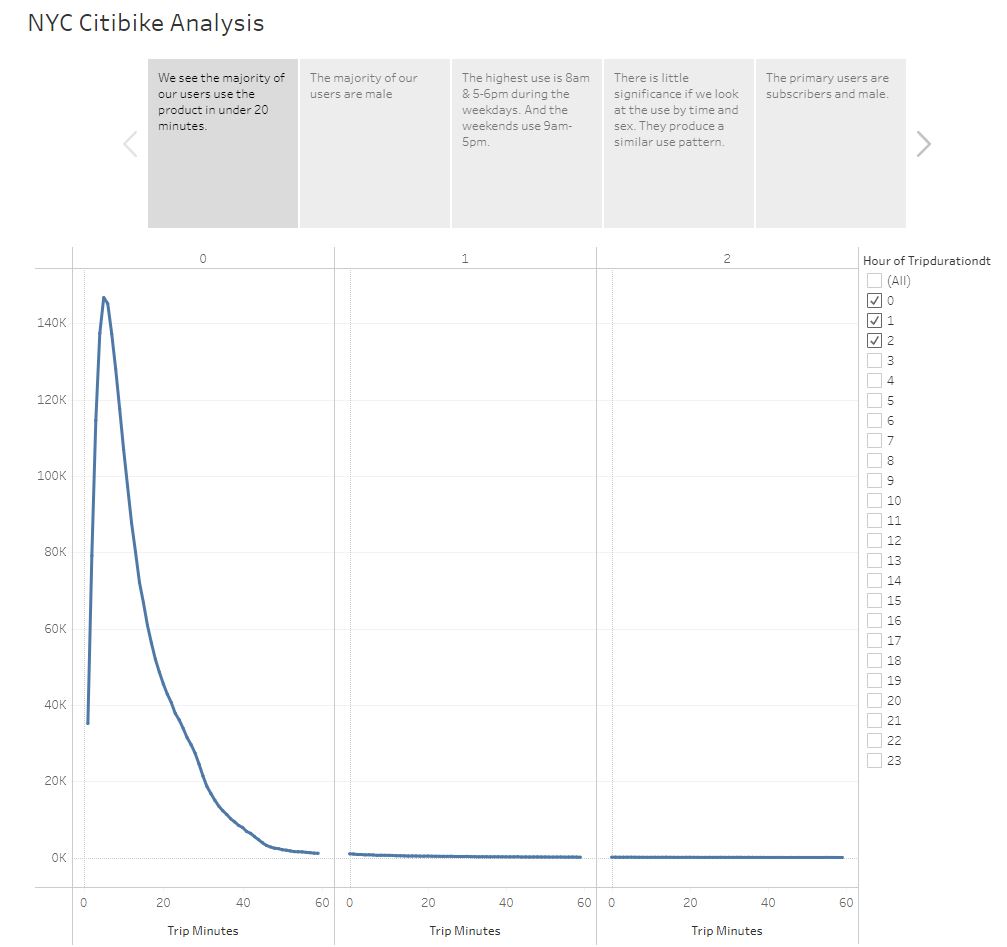 NYC Citibike Analysis
We see the majority of
our users use the
product in under 20
minutes.
The majority of our
users are male
The highest use is 8am
& 5-6pm during the
weekdays. And the
weekends use 9am-
5pm.
There is little
significance if we look
at the use by time and
sex. They produce a
similar use pattern.
The primary users are
subscribers and male.
0 1 2
140K
120K
100K
80K
60K
40K
20K
0K
0 20 40 60 0 20 40 60 0 20 40 60
Trip Minutes Trip Minutes Trip Minutes
Hour of Tripdurationdt
(All)
0
1
2
3
4
5
6
7
8
9
10
11
12
13
14
15
16
17
18
19
20
21
22
23